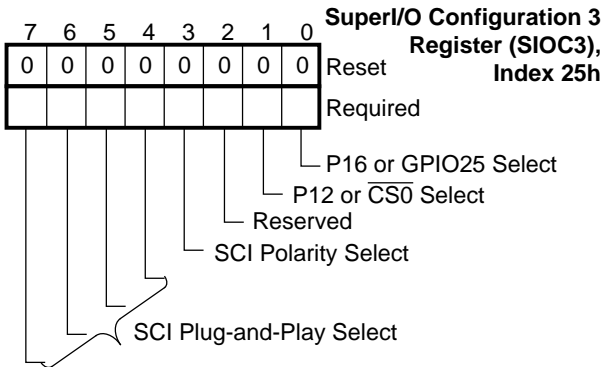 SuperI/O Configuration 3
Register (SIOC3),
Index 25h
7 6 5 4 3 2 1 0
0 0 0 0 0 0 0 0 Reset
Required
P16 or GPIO25 Select
P12 or CS0 Select
Reserved
SCI Polarity Select
SCI Plug-and-Play Select